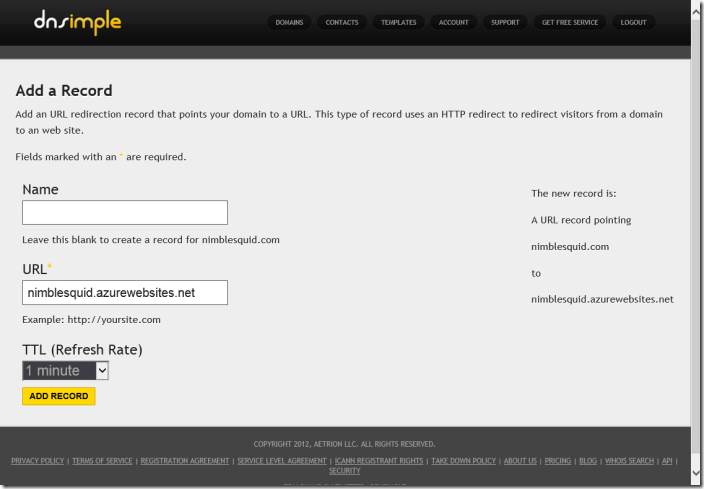 dnsimple
DOMAINS CONTACTS TEMPLATES ACCOUNT SUPPORT GET FREE SERVICE LOGOUT
Add a Record
Add an URL redirection record that points your domain to a URL. This type of record uses an HTTP redirect to redirect visitors from a domain
to an web site.
Fields marked with an * are required.
Name
Leave this blank to create a record for nimblesquid.com
URL*
nimblesquid.azurewebsites.net
Example: http://yoursite.com
TTL (Refresh Rate)
1 minute
ADD RECORD
The new record is:
A URL record pointing
nimblesquid.com
to
nimblesquid.azurewebsites.net
COPYRIGHT 2012, AETRION LLC. ALL RIGHTS RESERVED.
PRIVACY POLICY | TERMS OF SERVICE | REGISTRATION AGREEMENT | SERVICE LEVEL AGREEMENT | ICANN REGISTRANT RIGHTS | TAKE DOWN POLICY | ABOUT US | PRICING | BLOG | WHOIS SEARCH | API |
SECURITY